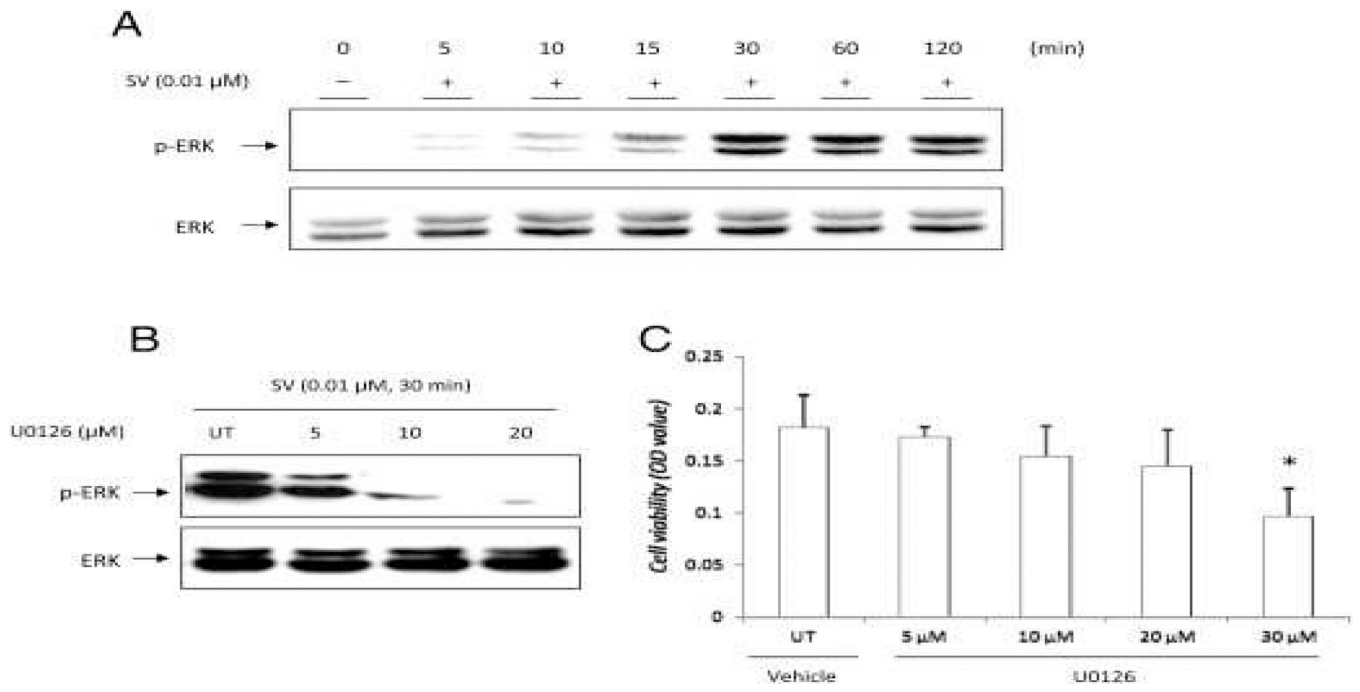 A
0 5 10 15 30 60 120 (min)
SV (0.01 µM) – + + + + + +
p-ERK
ERK
B
SV (0.01 µM, 30 min)
U0126 (µM) UT 5 10 20
p-ERK
ERK
C
Cell viability (OD value)
0.25
0.2
0.15
0.1
0.05
0
*
UT 5 µM 10 µM 20 µM 30 µM
Vehicle U0126